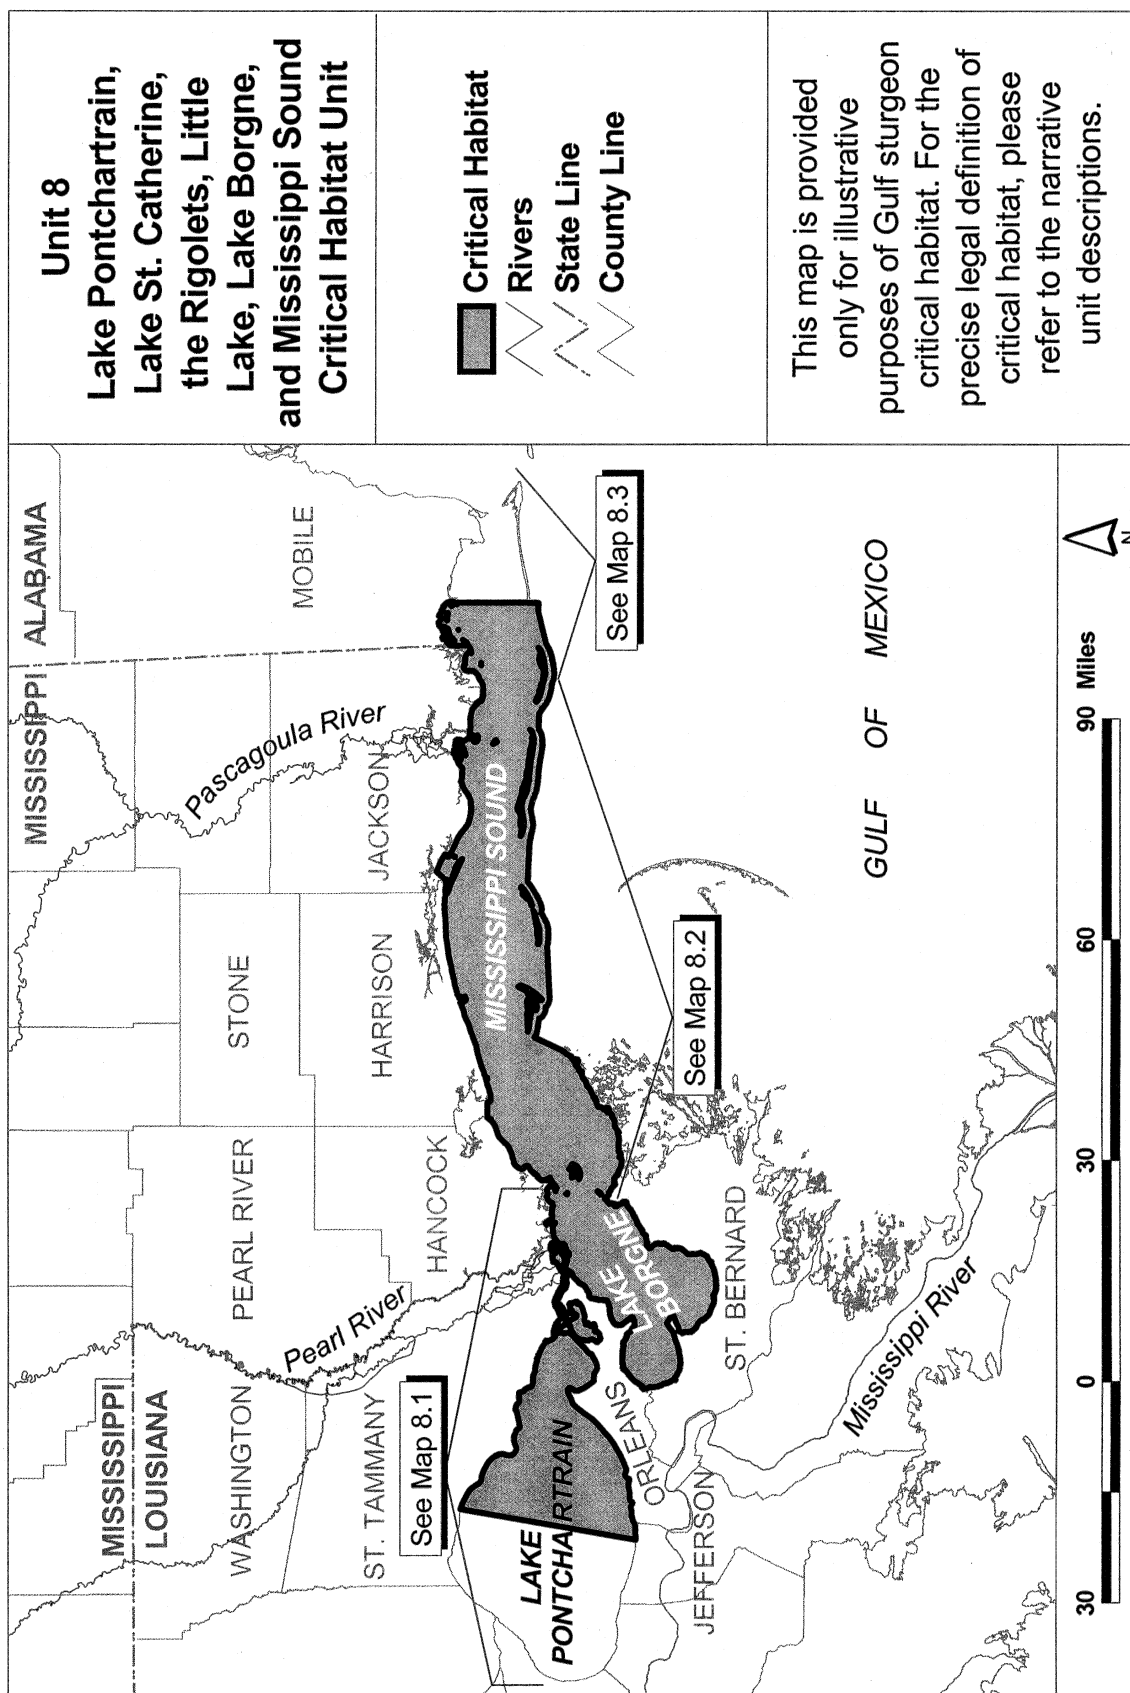 Unit 8
Lake Pontchartrain,
Lake St. Catherine,
the Rigolets, Little
Lake, Lake Borgne,
and Mississippi Sound
Critical Habitat Unit
Critical Habitat
Rivers
State Line
County Line
This map is provided
only for illustrative
purposes of Gulf sturgeon
critical habitat. For the
precise legal definition of
critical habitat, please
refer to the narrative
unit descriptions.
MISSISSIPPI
ALABAMA
MISSISSIPPI
LOUISIANA
WASHINGTON
PEARL RIVER
STONE
MOBILE
Pascagoula River
Pearl River
ST. TAMMANY
HANCOCK
HARRISON
JACKSON
See Map 8.1
MISSISSIPPI SOUND
LAKE
PONTCHARTRAIN
LAKE
BORGNE
See Map 8.3
ORLEANS
See Map 8.2
JEFFERSON
ST. BERNARD
GULF OF MEXICO
Mississippi River
30 0 30 60 90 Miles
N